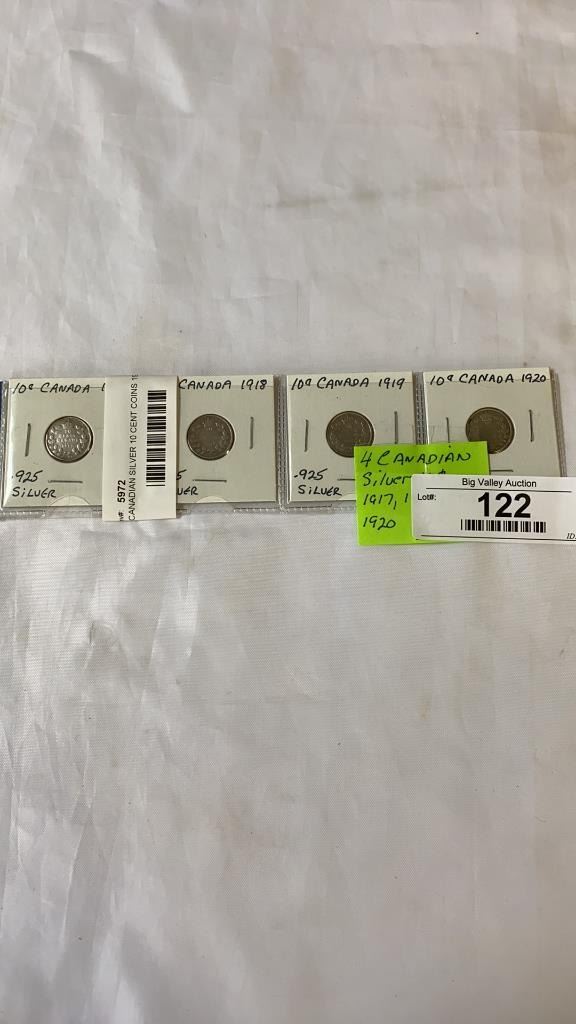 10¢ CANADA
.925
SILVER
5972
CANADIAN SILVER 10 CENT COINS
CANADA 1918
10¢ CANADA 1919
.925
SILVER
10¢ CANADA 1920
4 CANADIAN
Silver
1917, 1
1920
Big Valley Auction
Lot#:
122